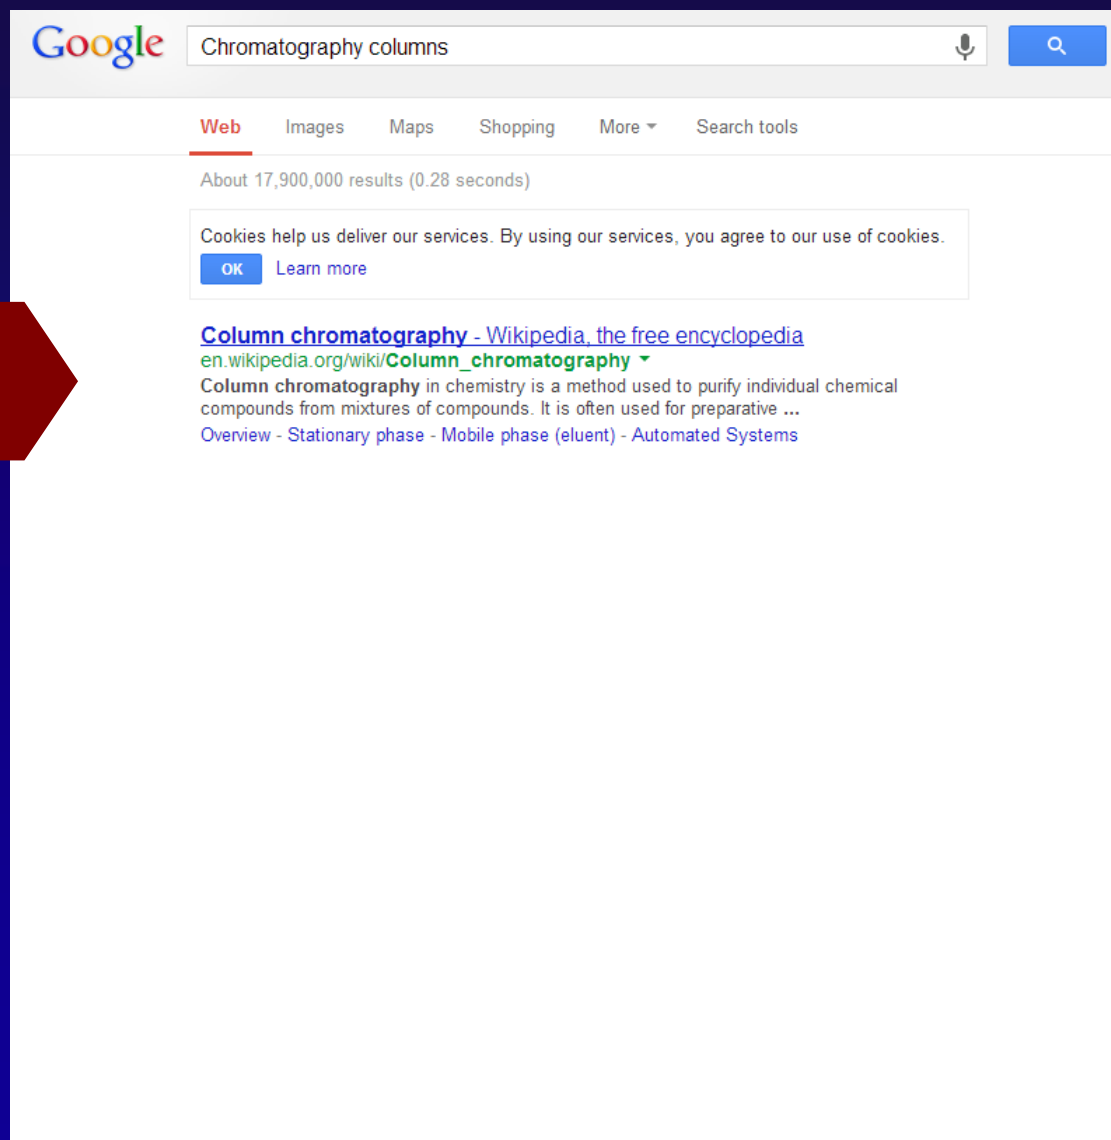 Google Chromatography columns
Web Images Maps Shopping More Search tools
About 17,900,000 results (0.28 seconds)
Cookies help us deliver our services. By using our services, you agree to our use of cookies.
OK Learn more
Column chromatography - Wikipedia, the free encyclopedia
en.wikipedia.org/wiki/Column_chromatography
Column chromatography in chemistry is a method used to purify individual chemical
compounds from mixtures of compounds. It is often used for preparative ...
Overview - Stationary phase - Mobile phase (eluent) - Automated Systems